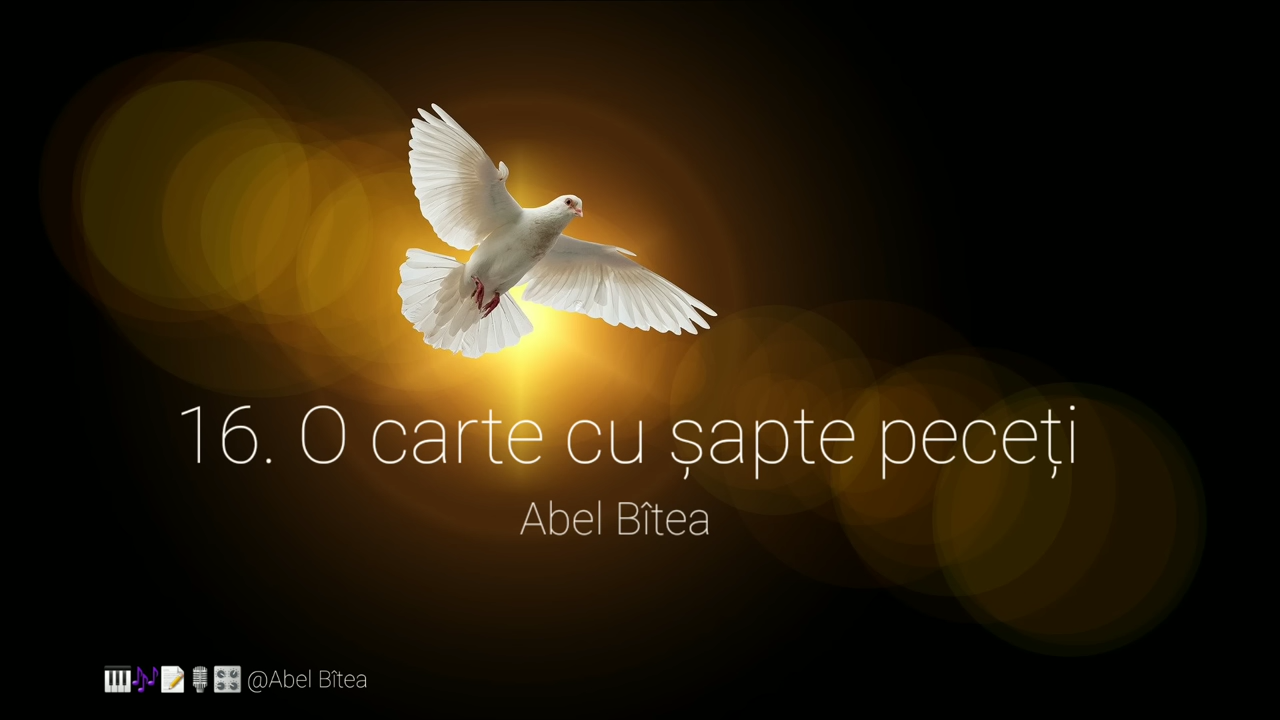 16. O carte cu șapte peceți
Abel Bîtea
🎹🎶📝🎙🎛 @Abel Bîtea